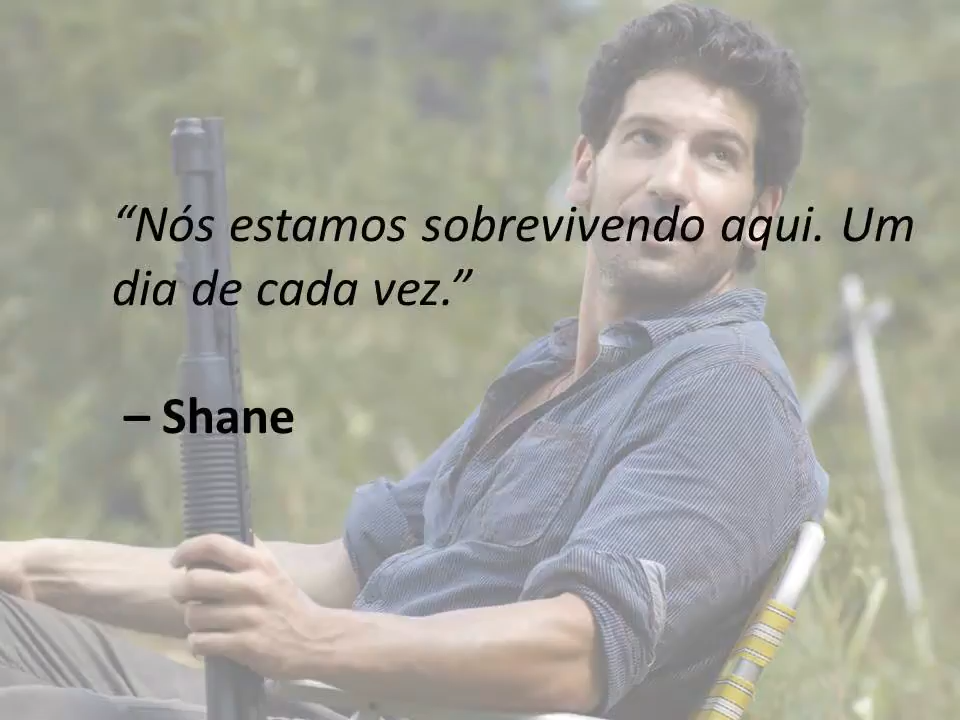 “Nós estamos sobrevivendo aqui. Um
dia de cada vez.”
– Shane